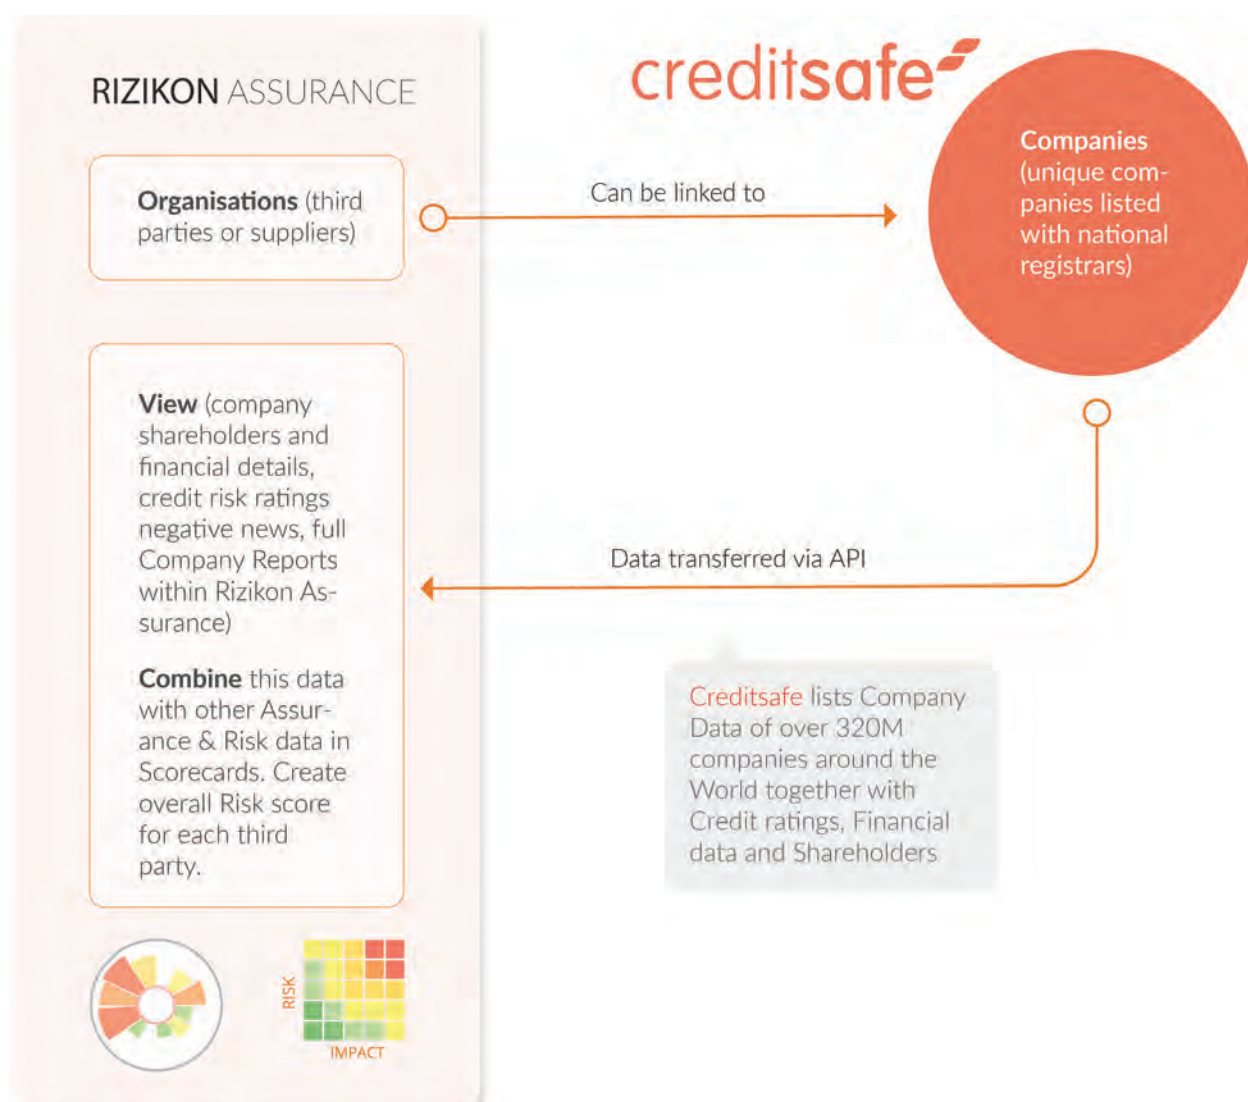 RIZIKON ASSURANCE
Organisations (third
parties or suppliers)
View (company
shareholders and
financial details,
credit risk ratings
negative news, full
Company Reports
within Rizikon As-
surance)
Combine this data
with other Assur-
ance & Risk data in
Scorecards. Create
overall Risk score
for each third
party.
RISK
IMPACT
creditsafe
Can be linked to
Companies
(unique com-
panies listed
with national
registrars)
Data transferred via API
Creditsafe lists Company
Data of over 320M
companies around the
World together with
Credit ratings, Financial
data and Shareholders